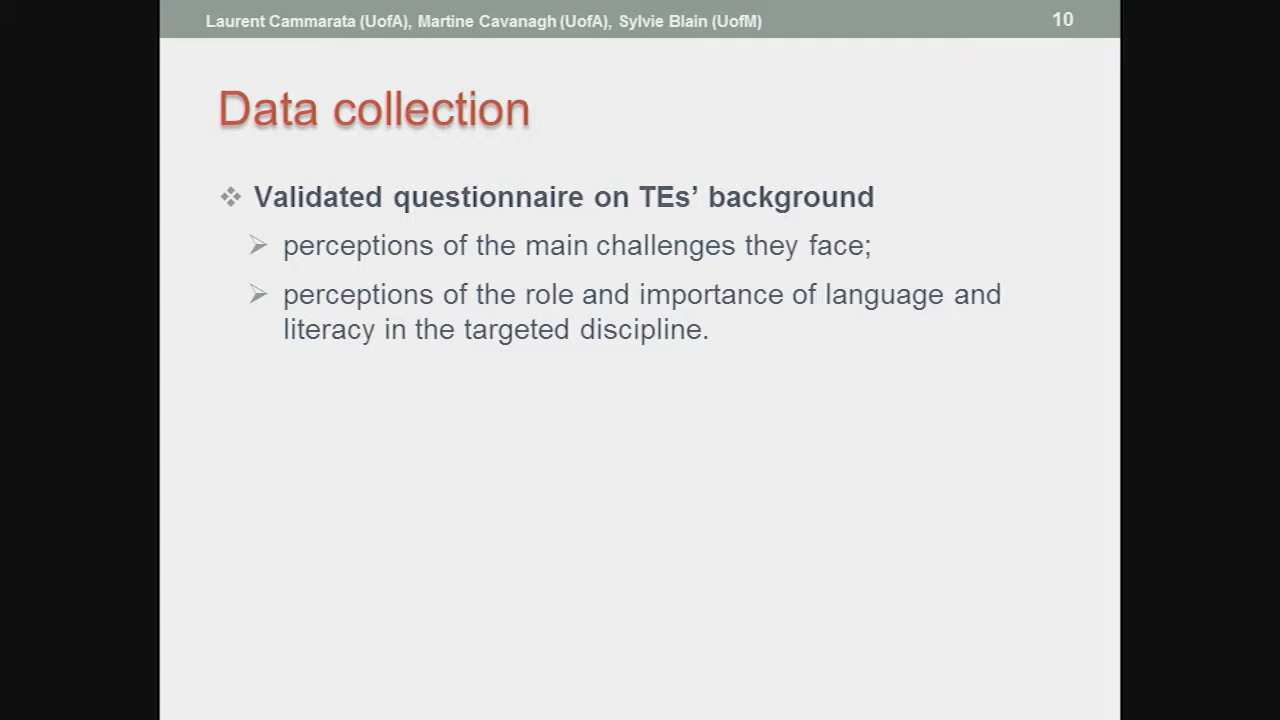 Laurent Cammarata (UofA), Martine Cavanagh (UofA), Sylvie Blain (UofM)
10
Data collection
Validated questionnaire on TEs’ background
perceptions of the main challenges they face;
perceptions of the role and importance of language and
literacy in the targeted discipline.